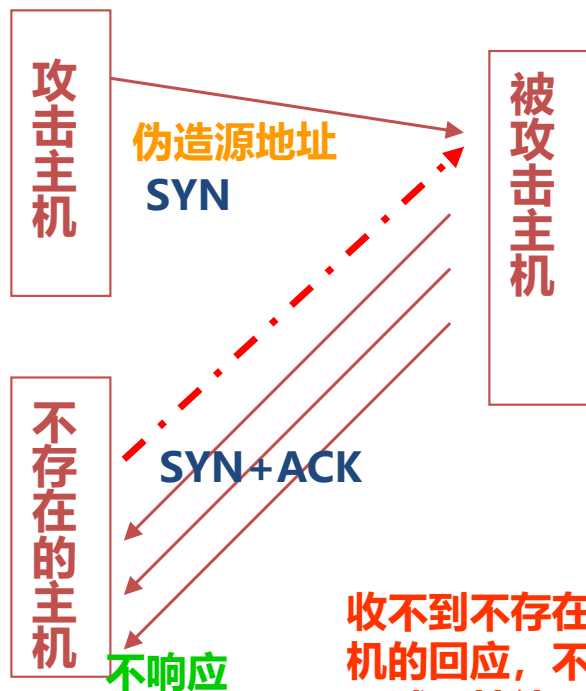 攻击主机
被攻击主机
伪造源地址
SYN
不存在的主机
SYN+ACK
不响应
收不到不存在
机的回应，不